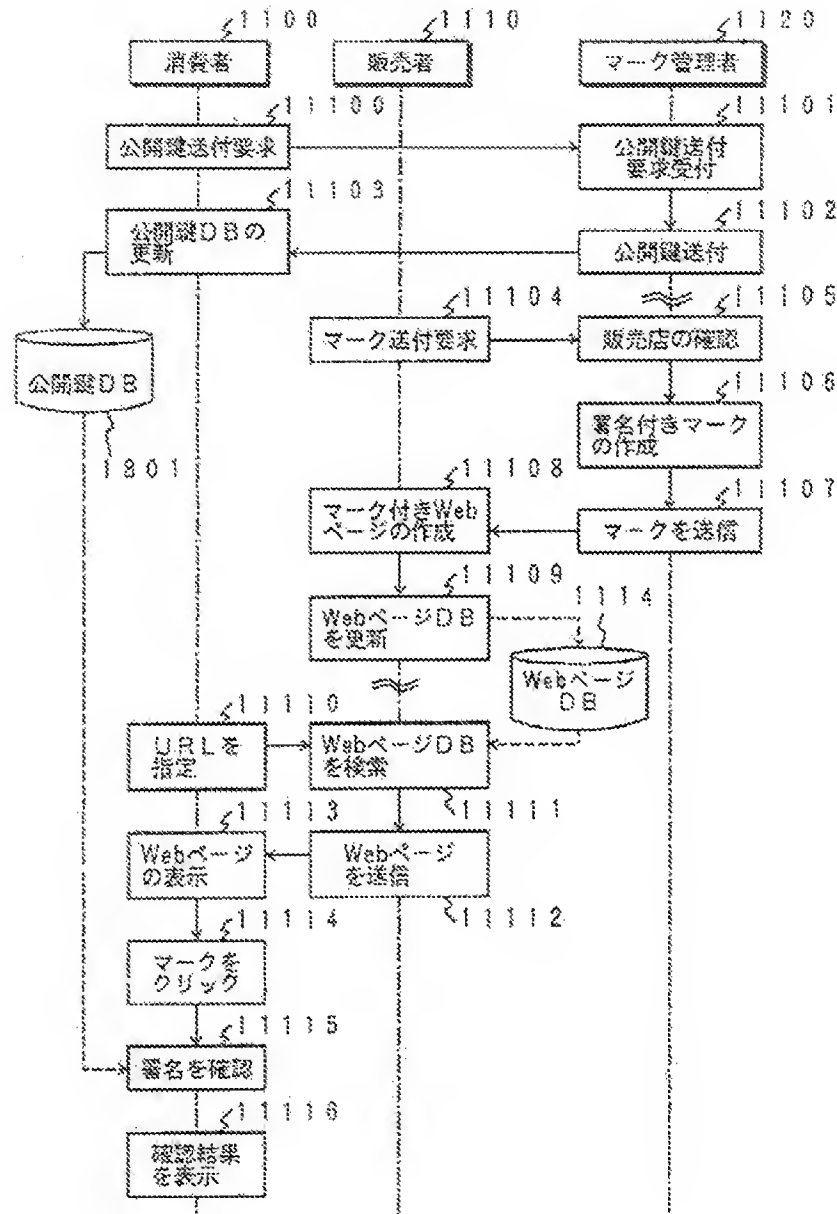 1100
1110
1120
消費者
販売者
マーク管理者
11100
11101
公開鍵送付要求
公開鍵送付
要求受付
11103
11102
公開鍵DBの
更新
公開鍵送付
11104
11105
マーク送付要求
販売店の確認
公開鍵DB
11106
署名付きマーク
の作成
1301
11108
11107
マーク付きWeb
ページの作成
マークを送信
11109
1114
WebページDB
を更新
Webページ
DB
11110
URLを
指定
WebページDB
を検索
11113
11111
Webページ
の表示
Webページ
を送信
11114
11112
マークを
クリック
11115
署名を確認
11116
確認結果
を表示